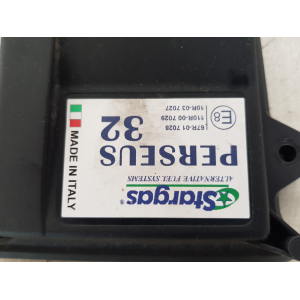 Stargas®
ALTERNATIVE FUEL SYSTEMS
PERSEUS
32
67R-01 7028
110R-00 7029
10R-03 7027
E8
MADE IN ITALY